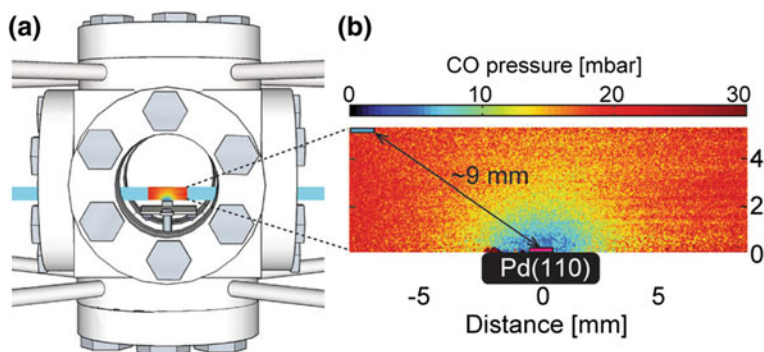 (a)
(b)
CO pressure [mbar]
0 10 20 30
~9 mm
4
2
0
Pd(110)
-5 0 5
Distance [mm]